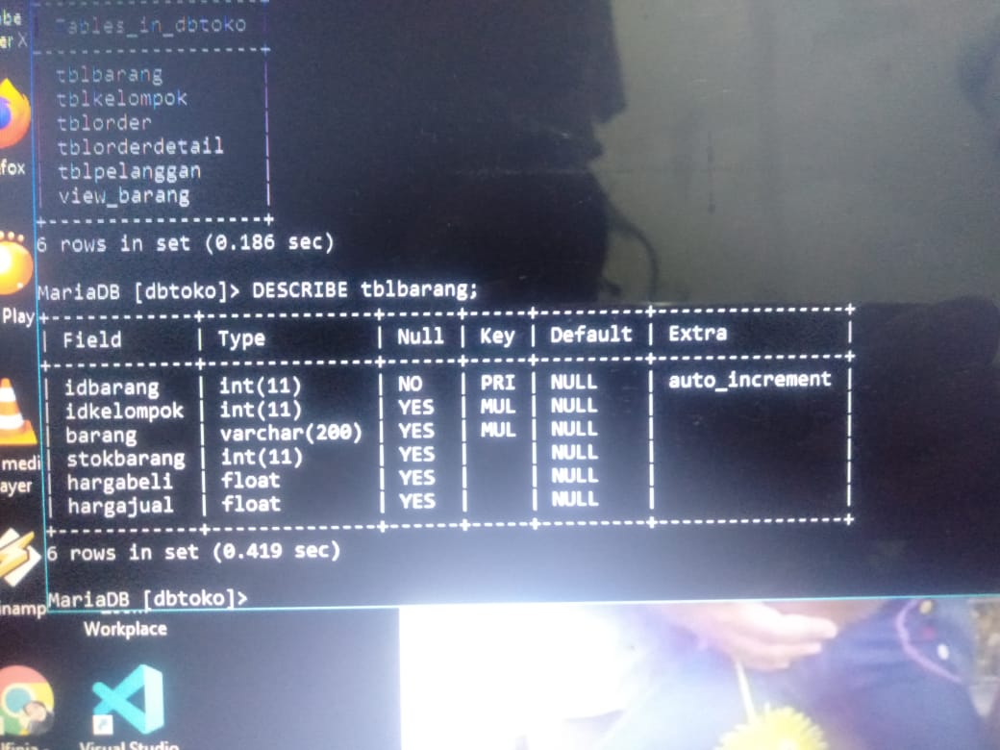 Tables_in_dbtoko
tblbarang
tblkelompok
tblorder
tblorderdetail
tblpelanggan
view_barang
6 rows in set (0.186 sec)
MariaDB [dbtoko]> DESCRIBE tblbarang;
| Field | Type | Null | Key | Default | Extra |
| idbarang | int(11) | NO | PRI | NULL | auto_increment |
| idkelompok | int(11) | YES | MUL | NULL | |
| barang | varchar(200) | YES | MUL | NULL | |
| stokbarang | int(11) | YES | | NULL | |
| hargabeli | float | YES | | NULL | |
| hargajual | float | YES | | NULL | |
6 rows in set (0.419 sec)
MariaDB [dbtoko]>
be
er X
fox
Play
medi
ayer
inamp
Workplace
Visual Studio